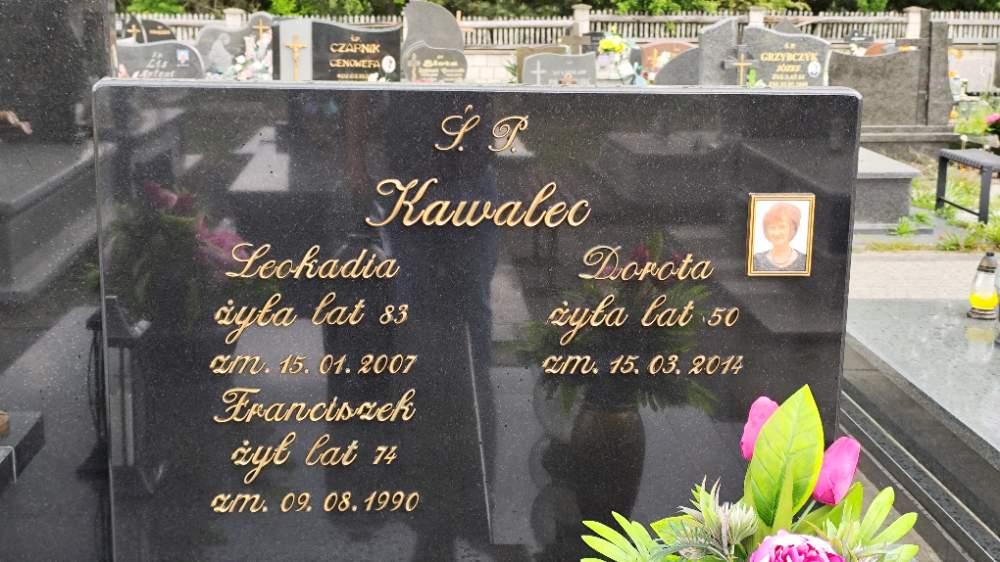 Ś. P.
Kawalec
Leokadia
żyła lat 83
zm. 15. 01. 2007
Franciszek
żył lat 74
zm. 09. 08. 1990
Dorota
żyła lat 50
zm. 15. 03. 2014
CZARNIK
GENOWEFA
GRZYBCZYK
JÓZEF